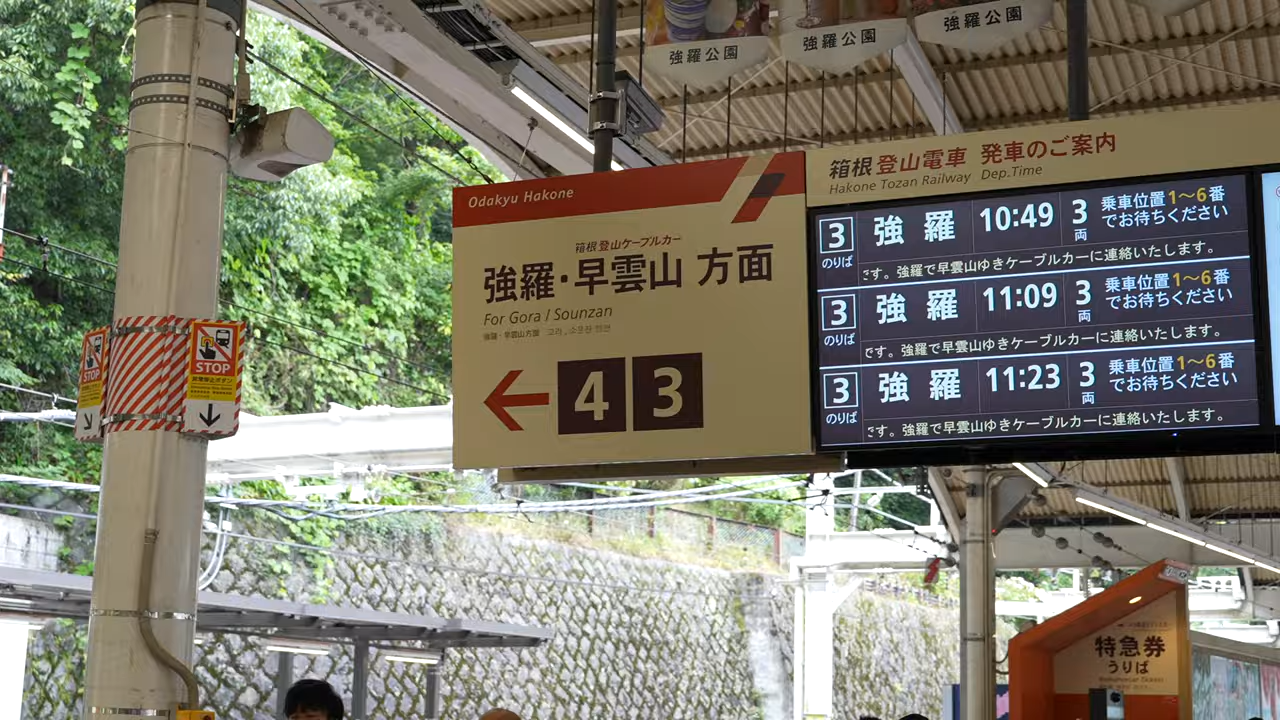 強羅公園
強羅公園
強羅公園
Odakyu Hakone
箱根登山ケーブルカー
強羅・早雲山 方面
For Gora / Sounzan
強羅・早雲山方面
4 3
箱根登山電車 発車のご案内
Hakone Tozan Railway Dep.Time
3 のりば 強羅 10:49 3両 乗車位置1～6番でお待ちください
です。強羅で早雲山ゆきケーブルカーに連絡いたします。
3 のりば 強羅 11:09 3両 乗車位置1～6番でお待ちください
です。強羅で早雲山ゆきケーブルカーに連絡いたします。
3 のりば 強羅 11:23 3両 乗車位置1～6番でお待ちください
です。強羅で早雲山ゆきケーブルカーに連絡いたします。
STOP
STOP
特急券
うりば